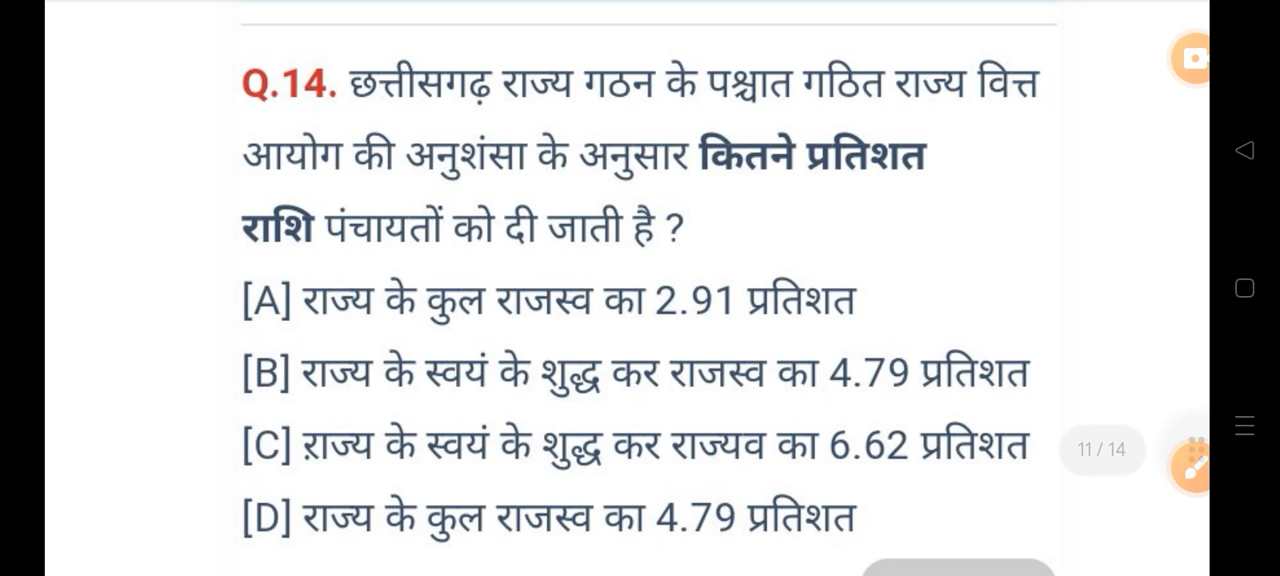 Q.14. छत्तीसगढ़ राज्य गठन के पश्चात गठित राज्य वित्त
आयोग की अनुशंसा के अनुसार कितने प्रतिशत
राशि पंचायतों को दी जाती है ?
[A] राज्य के कुल राजस्व का 2.91 प्रतिशत
[B] राज्य के स्वयं के शुद्ध कर राजस्व का 4.79 प्रतिशत
[C] ऱाज्य के स्वयं के शुद्ध कर राज्यव का 6.62 प्रतिशत
11 / 14
[D] राज्य के कुल राजस्व का 4.79 प्रतिशत